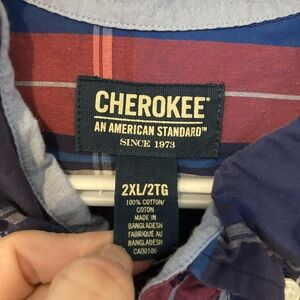 CHEROKEE®
AN AMERICAN STANDARD™
SINCE 1973
2XL/2TG
100% COTTON/
COTON
MADE IN
BANGLADESH
FABRIQUÉ AU
BANGLADESH
CA00100